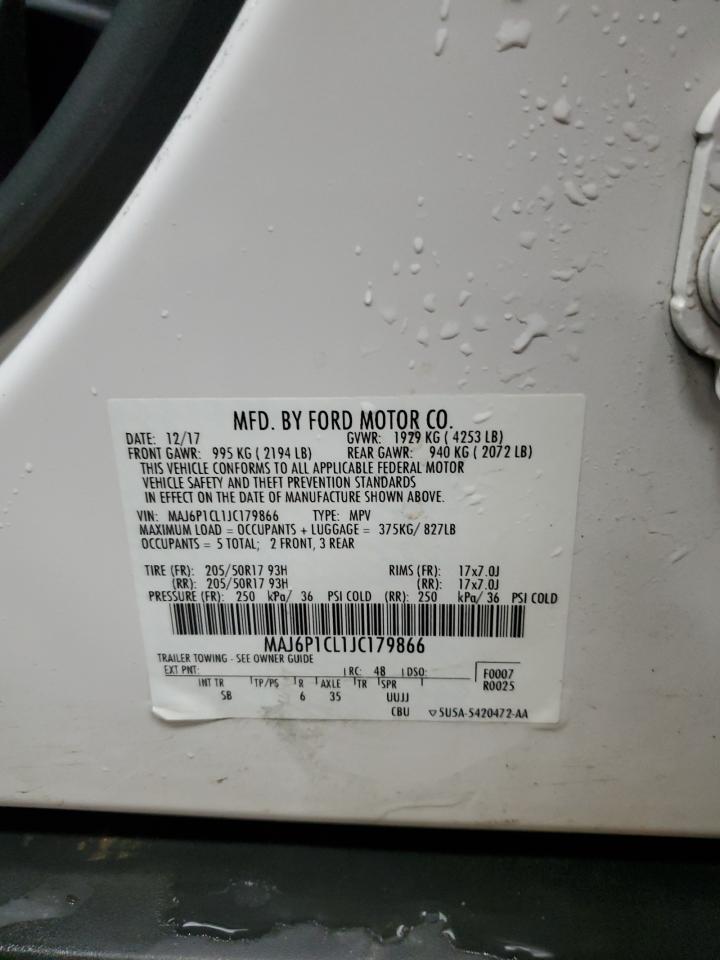 MFD. BY FORD MOTOR CO.
DATE: 12/17 GVWR: 1929 KG ( 4253 LB)
FRONT GAWR: 995 KG ( 2194 LB) REAR GAWR: 940 KG ( 2072 LB)
THIS VEHICLE CONFORMS TO ALL APPLICABLE FEDERAL MOTOR
VEHICLE SAFETY AND THEFT PREVENTION STANDARDS
IN EFFECT ON THE DATE OF MANUFACTURE SHOWN ABOVE.
VIN: MAJ6P1CL1JC179866 TYPE: MPV
MAXIMUM LOAD = OCCUPANTS + LUGGAGE = 375KG/ 827LB
OCCUPANTS = 5 TOTAL; 2 FRONT, 3 REAR
TIRE (FR): 205/50R17 93H RIMS (FR): 17x7.0J
(RR): 205/50R17 93H (RR): 17x7.0J
PRESSURE (FR): 250 kPa/ 36 PSI COLD (RR): 250 kPa/ 36 PSI COLD
MAJ6P1CL1JC179866
TRAILER TOWING - SEE OWNER GUIDE
EXT PNT: RC: 48 DSO: F0007
INT TR TP/PS R AXLE TR SPR R0025
SB 6 35 UUJJ
CBU ▽ 5U5A-5420472-AA